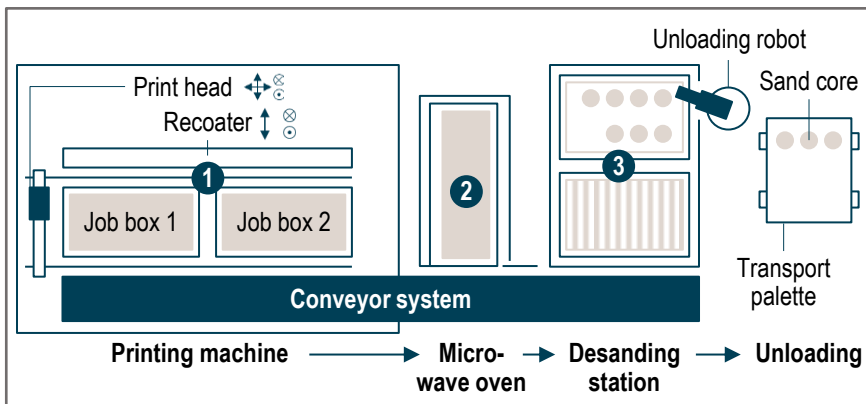 Unloading robot
Print head
Sand core
Recoater
1
2
3
Job box 1
Job box 2
Transport
palette
Conveyor system
Printing machine
Micro-
wave oven
Desanding
station
Unloading